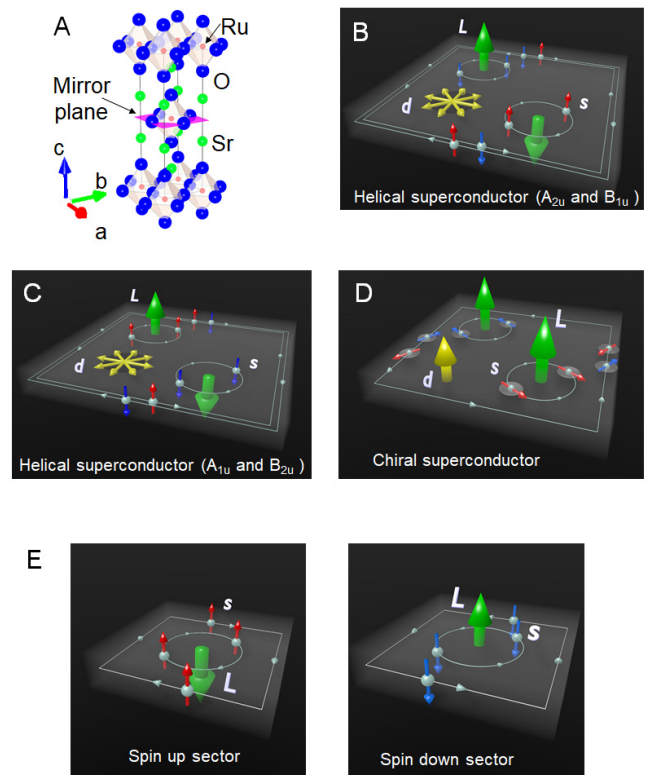 A
Ru
O
Mirror
plane
Sr
c
b
a
B
L
d
s
Helical superconductor (A2u and B1u)
C
L
d
s
Helical superconductor (A1u and B2u )
D
L
d
s
Chiral superconductor
E
s
L
Spin up sector
L
s
Spin down sector